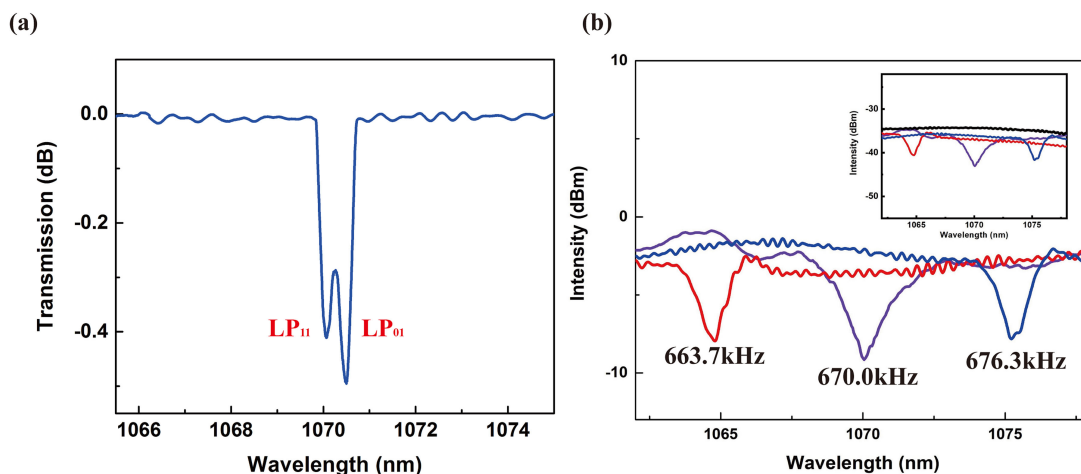 (a)
Transmission (dB)
0.0
-0.2
-0.4
LP₁₁
LP₀₁
1066
1068
1070
1072
1074
Wavelength (nm)
(b)
Intensity (dBm)
10
0
-10
663.7kHz
670.0kHz
676.3kHz
1065
1070
1075
Wavelength (nm)
Intensity (dBm)
-30
-40
-50
1065
1070
1075
Wavelength (nm)